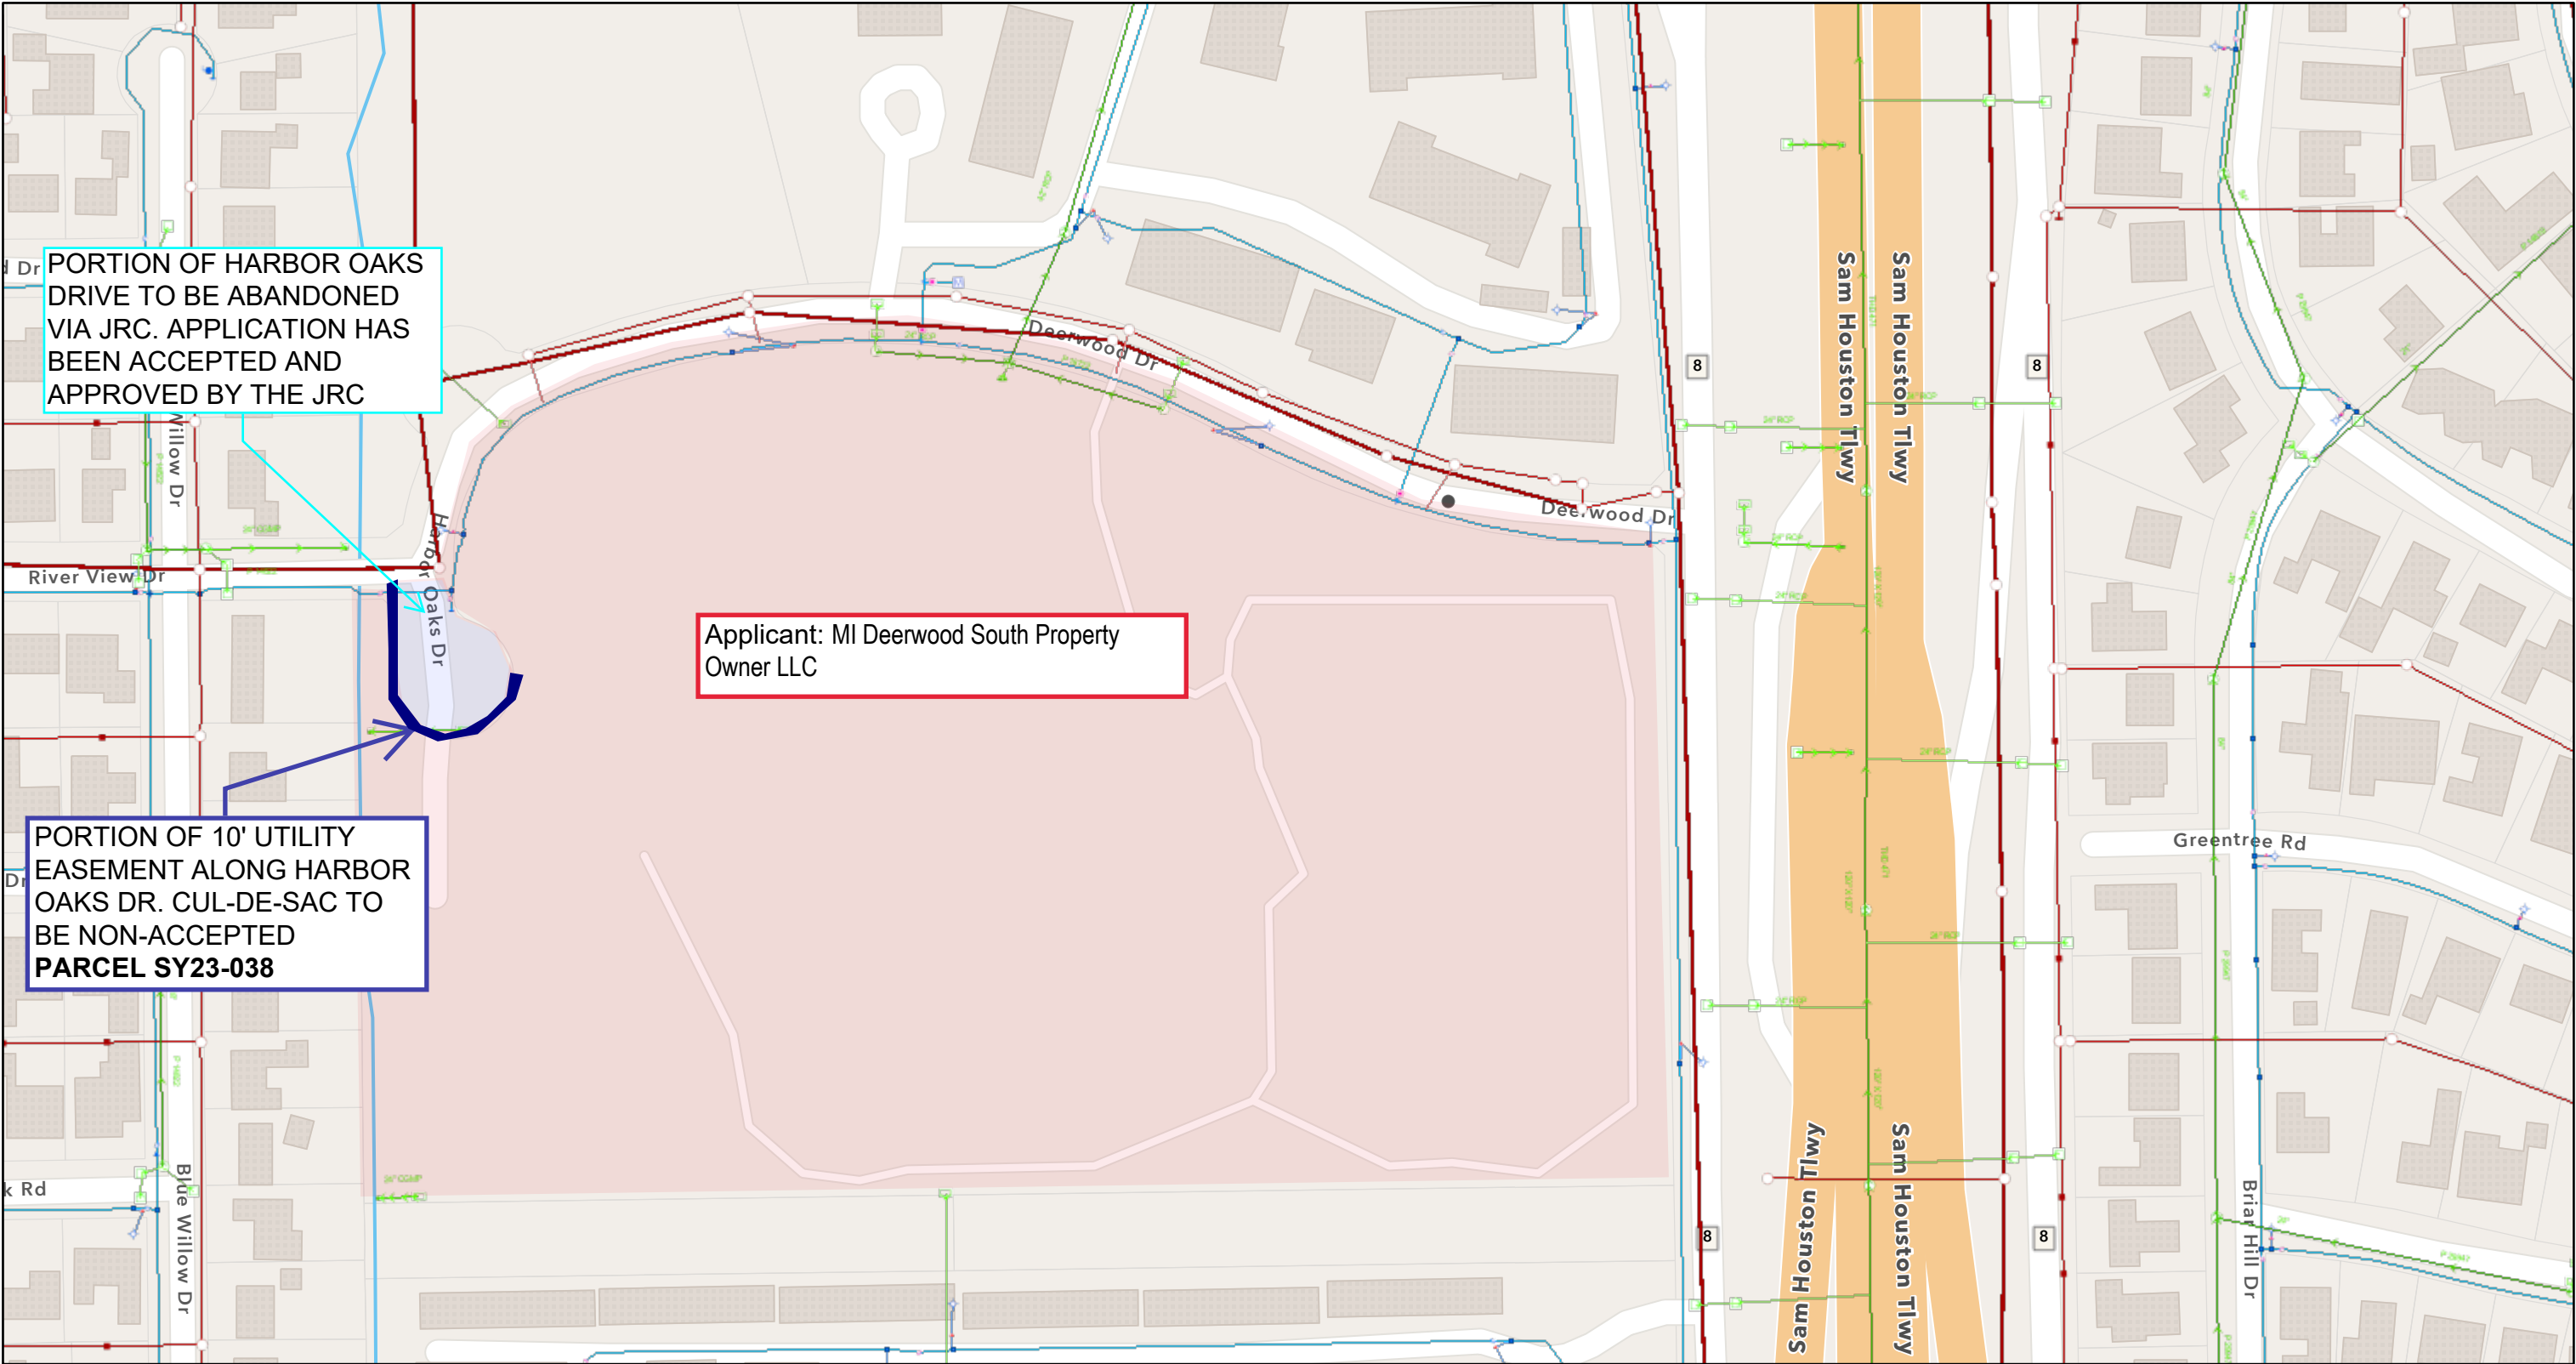 PORTION OF HARBOR OAKS
DRIVE TO BE ABANDONED
VIA JRC. APPLICATION HAS
BEEN ACCEPTED AND
APPROVED BY THE JRC
Willow Dr
River View Dr
Harbor Oaks Dr
Deerwood Dr
Deerwood Dr
Applicant: MI Deerwood South Property
Owner LLC
PORTION OF 10' UTILITY
EASEMENT ALONG HARBOR
OAKS DR. CUL-DE-SAC TO
BE NON-ACCEPTED
PARCEL SY23-038
Dr
k Rd
Blue Willow Dr
Sam Houston Tlwy
Sam Houston Tlwy
8
8
Greentree Rd
Sam Houston Tlwy
Sam Houston Tlwy
8
8
Briar Hill Dr